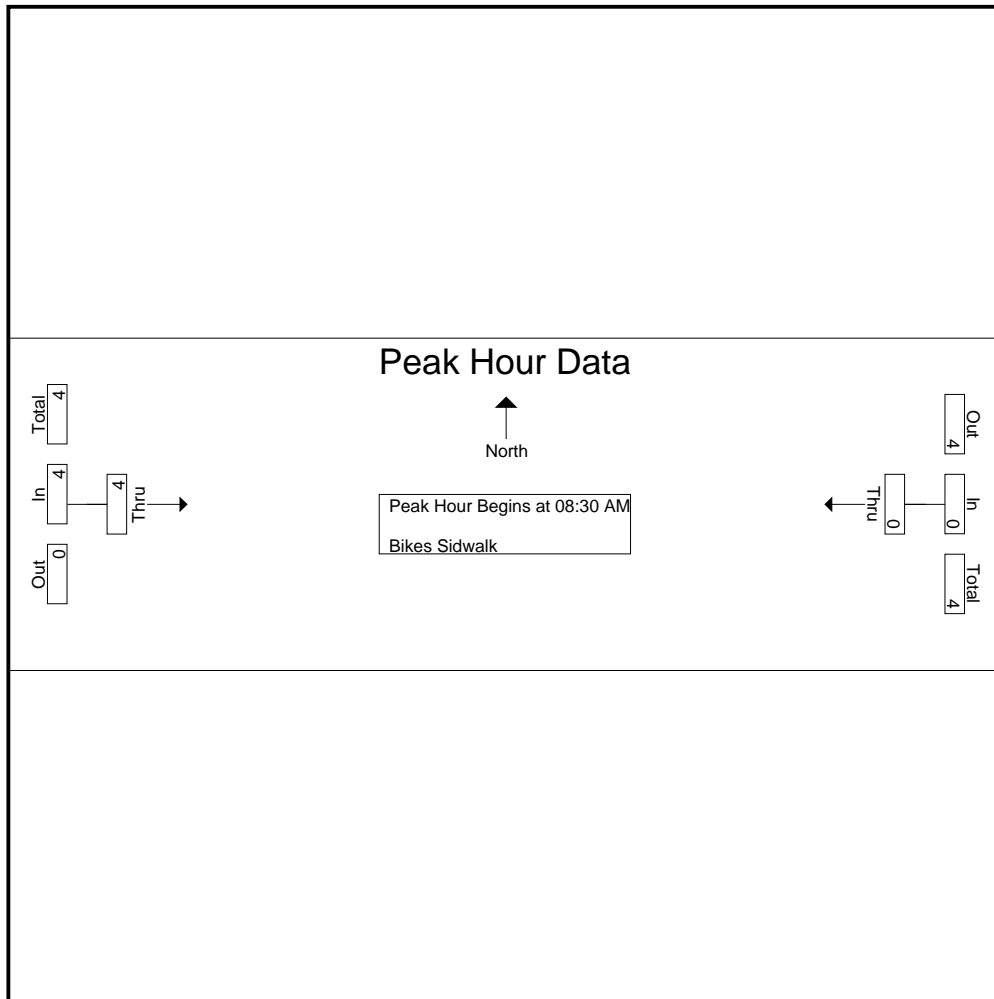 Peak Hour Data
North
Peak Hour Begins at 08:30 AM
Bikes Sidwalk
Total
4
In
4
Out
0
Thru
4
Out
4
In
0
Total
4
Thru
0